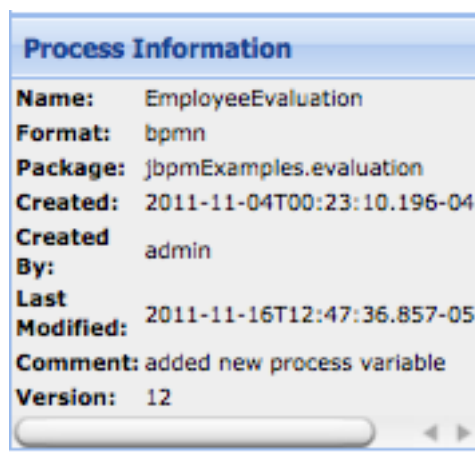 Process Information
Name: EmployeeEvaluation
Format: bpmn
Package: jbpmExamples.evaluation
Created: 2011-11-04T00:23:10.196-04
Created By: admin
Last Modified: 2011-11-16T12:47:36.857-05
Comment: added new process variable
Version: 12